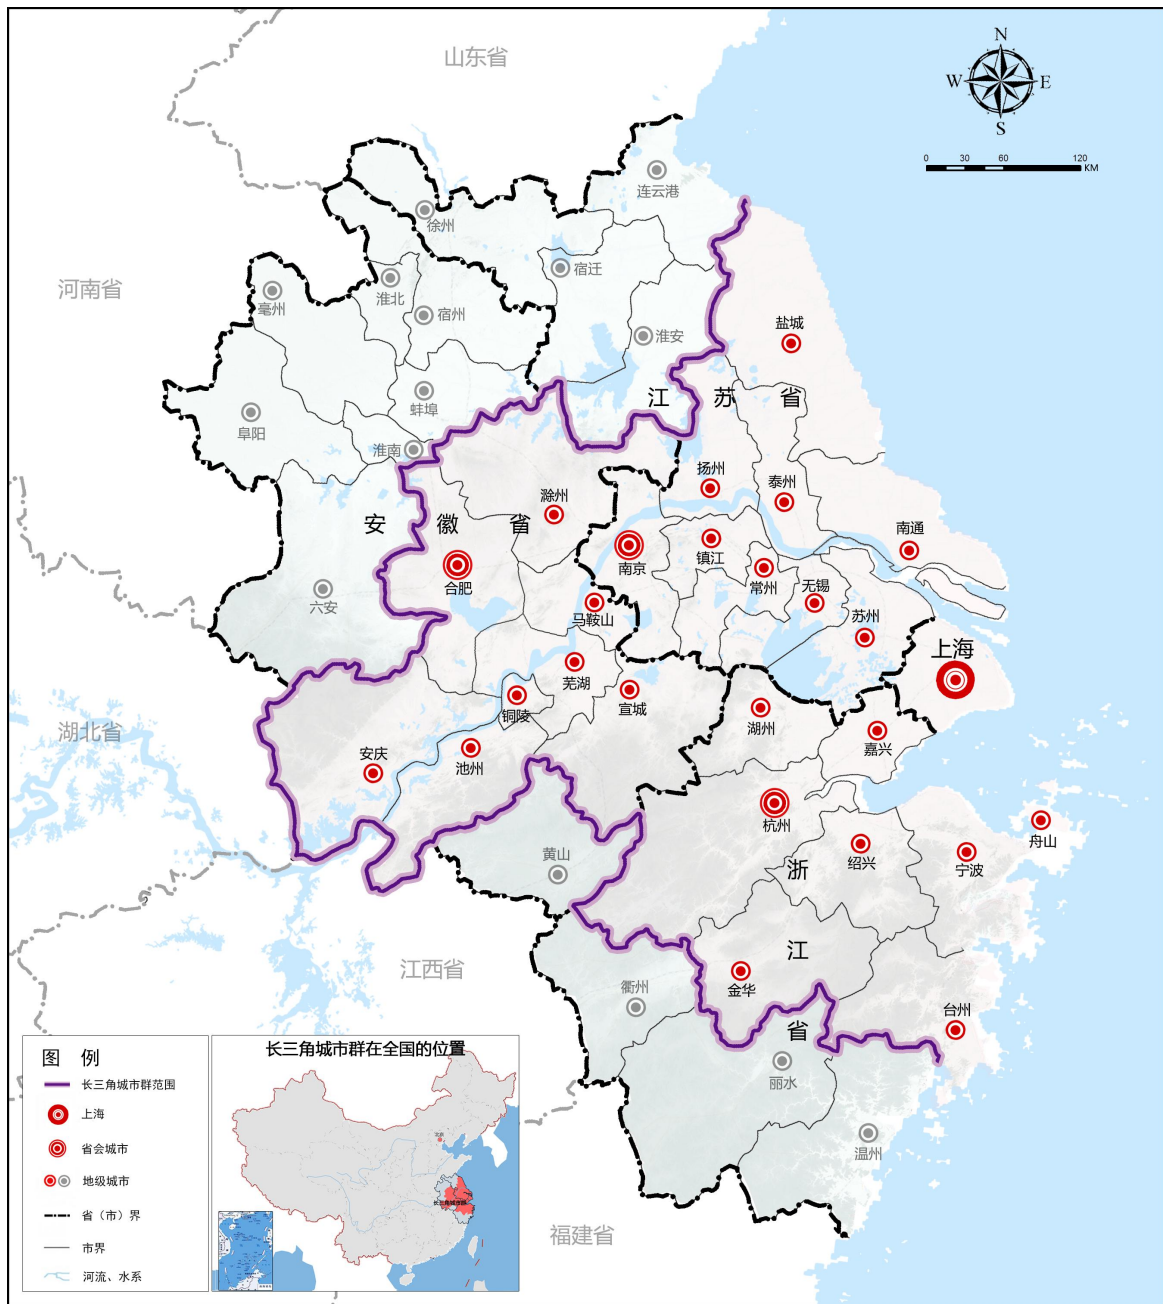 山东省
N
W
E
S
0
30
60
120
KM
连云港
徐州
河南省
宿迁
淮北
亳州
宿州
盐城
淮安
江
苏
省
蚌埠
阜阳
淮南
扬州
泰州
滁州
安
徽
省
南通
南京
镇江
合肥
常州
无锡
六安
马鞍山
苏州
上海
芜湖
铜陵
宣城
湖州
湖北省
嘉兴
安庆
池州
杭州
舟山
绍兴
宁波
黄山
浙
江
省
江西省
金华
衢州
台州
丽水
温州
福建省
图 例
长三角城市群范围
上海
省会城市
地级城市
省（市）界
市界
河流、水系
长三角城市群在全国的位置
北京
长三角城市群